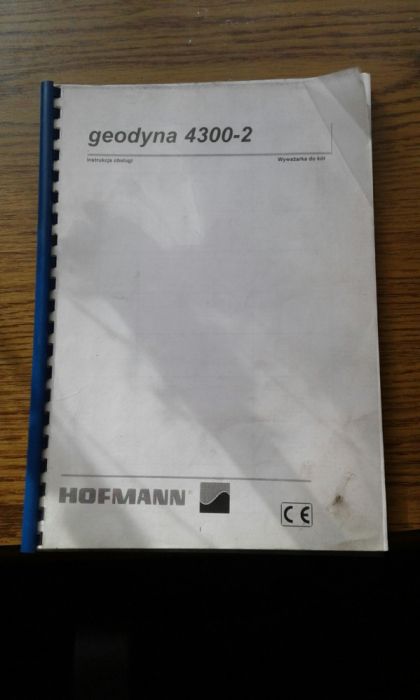 geodyna 4300-2
Instrukcja obsługi
Wyważarka do kół
HOFMANN®
CE